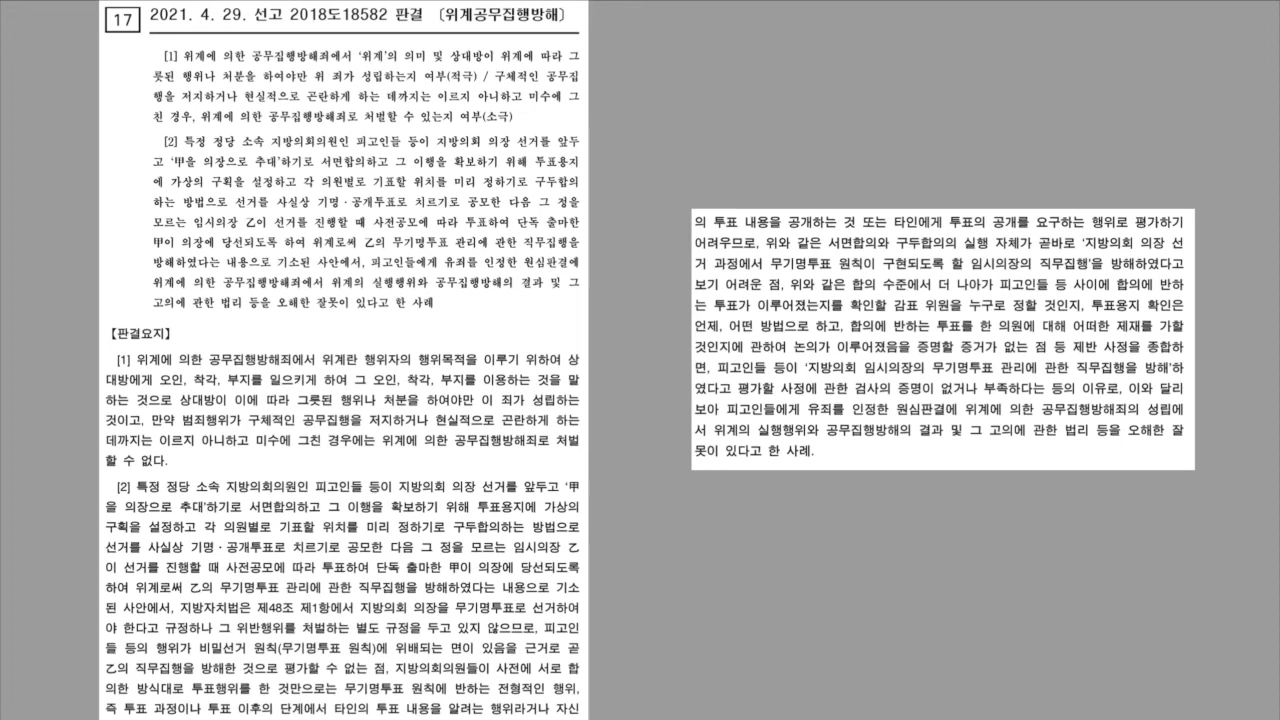 17
2021. 4. 29. 선고 2018도18582 판결 〔위계공무집행방해〕
[1] 위계에 의한 공무집행방해죄에서 ‘위계’의 의미 및 상대방이 위계에 따라 그
릇된 행위나 처분을 하여야만 위 죄가 성립하는지 여부(적극) / 구체적인 공무집
행을 저지하거나 현실적으로 곤란하게 하는 데까지는 이르지 아니하고 미수에 그
친 경우, 위계에 의한 공무집행방해죄로 처벌할 수 있는지 여부(소극)
[2] 특정 정당 소속 지방의회의원인 피고인들 등이 지방의회 의장 선거를 앞두
고 ‘甲을 의장으로 추대’하기로 서면합의하고 그 이행을 확보하기 위해 투표용지
에 가상의 구획을 설정하고 각 의원별로 기표할 위치를 미리 정하기로 구두합의
하는 방법으로 선거를 사실상 기명·공개투표로 치르기로 공모한 다음 그 정을
모르는 임시의장 乙이 선거를 진행할 때 사전공모에 따라 투표하여 단독 출마한
甲이 의장에 당선되도록 하여 위계로써 乙의 무기명투표 관리에 관한 직무집행을
방해하였다는 내용으로 기소된 사안에서, 피고인들에게 유죄를 인정한 원심판결에
위계에 의한 공무집행방해죄에서 위계의 실행행위와 공무집행방해의 결과 및 그
고의에 관한 법리 등을 오해한 잘못이 있다고 한 사례
【판결요지】
[1] 위계에 의한 공무집행방해죄에서 위계란 행위자의 행위목적을 이루기 위하여 상
대방에게 오인, 착각, 부지를 일으키게 하여 그 오인, 착각, 부지를 이용하는 것을 말
하는 것으로 상대방이 이에 따라 그릇된 행위나 처분을 하여야만 이 죄가 성립하는
것이고, 만약 범죄행위가 구체적인 공무집행을 저지하거나 현실적으로 곤란하게 하는
데까지는 이르지 아니하고 미수에 그친 경우에는 위계에 의한 공무집행방해죄로 처벌
할 수 없다.
[2] 특정 정당 소속 지방의회의원인 피고인들 등이 지방의회 의장 선거를 앞두고 ‘甲
을 의장으로 추대’하기로 서면합의하고 그 이행을 확보하기 위해 투표용지에 가상의
구획을 설정하고 각 의원별로 기표할 위치를 미리 정하기로 구두합의하는 방법으로
선거를 사실상 기명·공개투표로 치르기로 공모한 다음 그 정을 모르는 임시의장 乙
이 선거를 진행할 때 사전공모에 따라 투표하여 단독 출마한 甲이 의장에 당선되도록
하여 위계로써 乙의 무기명투표 관리에 관한 직무집행을 방해하였다는 내용으로 기소
된 사안에서, 지방자치법은 제48조 제1항에서 지방의회 의장을 무기명투표로 선거하여
야 한다고 규정하나 그 위반행위를 처벌하는 별도 규정을 두고 있지 않으므로, 피고인
들 등의 행위가 비밀선거 원칙(무기명투표 원칙)에 위배되는 면이 있음을 근거로 곧
乙의 직무집행을 방해한 것으로 평가할 수 없는 점, 지방의회의원들이 사전에 서로 합
의한 방식대로 투표행위를 한 것만으로는 무기명투표 원칙에 반하는 전형적인 행위,
즉 투표 과정이나 투표 이후의 단계에서 타인의 투표 내용을 알려는 행위라거나 자신
의 투표 내용을 공개하는 것 또는 타인에게 투표의 공개를 요구하는 행위로 평가하기
어려우므로, 위와 같은 서면합의와 구두합의의 실행 자체가 곧바로 ‘지방의회 의장 선
거 과정에서 무기명투표 원칙이 구현되도록 할 임시의장의 직무집행’을 방해하였다고
보기 어려운 점, 위와 같은 합의 수준에서 더 나아가 피고인들 등 사이에 합의에 반하
는 투표가 이루어졌는지를 확인할 감표 위원을 누구로 정할 것인지, 투표용지 확인은
언제, 어떤 방법으로 하고, 합의에 반하는 투표를 한 의원에 대해 어떠한 제재를 가할
것인지에 관하여 논의가 이루어졌음을 증명할 증거가 없는 점 등 제반 사정을 종합하
면, 피고인들 등이 ‘지방의회 임시의장의 무기명투표 관리에 관한 직무집행을 방해’하
였다고 평가할 사정에 관한 검사의 증명이 없거나 부족하다는 등의 이유로, 이와 달리
보아 피고인들에게 유죄를 인정한 원심판결에 위계에 의한 공무집행방해죄의 성립에
서 위계의 실행행위와 공무집행방해의 결과 및 그 고의에 관한 법리 등을 오해한 잘
못이 있다고 한 사례.